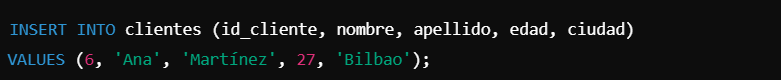 INSERT INTO clientes (id_cliente, nombre, apellido, edad, ciudad)
VALUES (6, 'Ana', 'Martínez', 27, 'Bilbao');